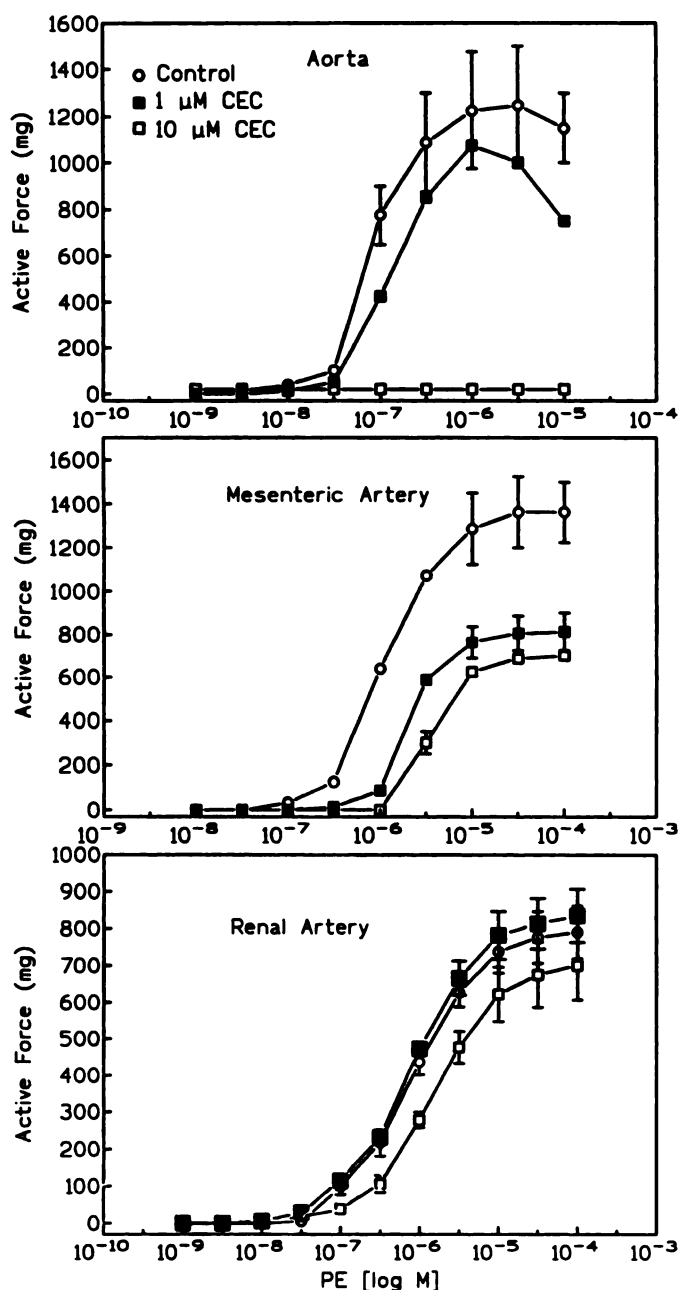 1600
1400
1200
1000
800
600
400
200
0
Active Force (mg)
Aorta
Control
1 µM CEC
10 µM CEC
10⁻¹⁰ 10⁻⁹ 10⁻⁸ 10⁻⁷ 10⁻⁶ 10⁻⁵ 10⁻⁴
1600
1400
1200
1000
800
600
400
200
0
Active Force (mg)
Mesenteric Artery
10⁻⁹ 10⁻⁸ 10⁻⁷ 10⁻⁶ 10⁻⁵ 10⁻⁴ 10⁻³
1000
900
800
700
600
500
400
300
200
100
0
Active Force (mg)
Renal Artery
10⁻¹⁰ 10⁻⁹ 10⁻⁸ 10⁻⁷ 10⁻⁶ 10⁻⁵ 10⁻⁴ 10⁻³
PE [log M]